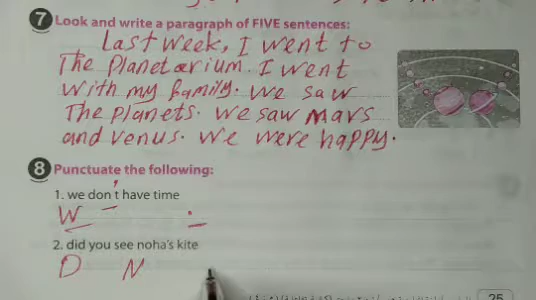 7 Look and write a paragraph of FIVE sentences:
Last week, I went to
The planetarium. I went
with my family. we saw
The planets. we saw Mars
and venus. we were happy.
8 Punctuate the following:
1. we don't have time
W .
2. did you see noha's kite
D N
25